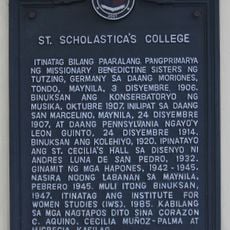 ST. SCHOLASTICA'S COLLEGE
ITINATAG BILANG PAARALANG PANGPRIMARYA
NG MISSIONARY BENEDICTINE SISTERS NG
TUTZING, GERMANY SA DAANG MORIONES,
TONDO, MAYNILA, 3 DISYEMBRE 1906.
BINUKSAN ANG KONSERBATORYO NG
MUSIKA, OKTUBRE 1907. INILIPAT SA DAANG
SAN MARCELINO, MAYNILA, 24 DISYEMBRE
1907, AT DAANG PENNSYLVANIA NGAYO'Y
LEON GUINTO, 24 DISYEMBRE 1914.
BINUKSAN ANG KOLEHIYO, 1920. IPINATAYO
ANG ST. CECILIA'S HALL SA DISENYO NI
ANDRES LUNA DE SAN PEDRO, 1932.
GINAMIT NG MGA HAPONES, 1942-1945.
NASIRA NOONG LABANAN SA MAYNILA,
PEBRERO 1945. MULI ITONG BINUKSAN,
1947. ITINATAG ANG INSTITUTE FOR
WOMEN STUDIES (IWS), 1985. KABILANG
SA MGA NAGTAPOS DITO SINA CORAZON
C. AQUINO, CECILIA MUÑOZ-PALMA AT